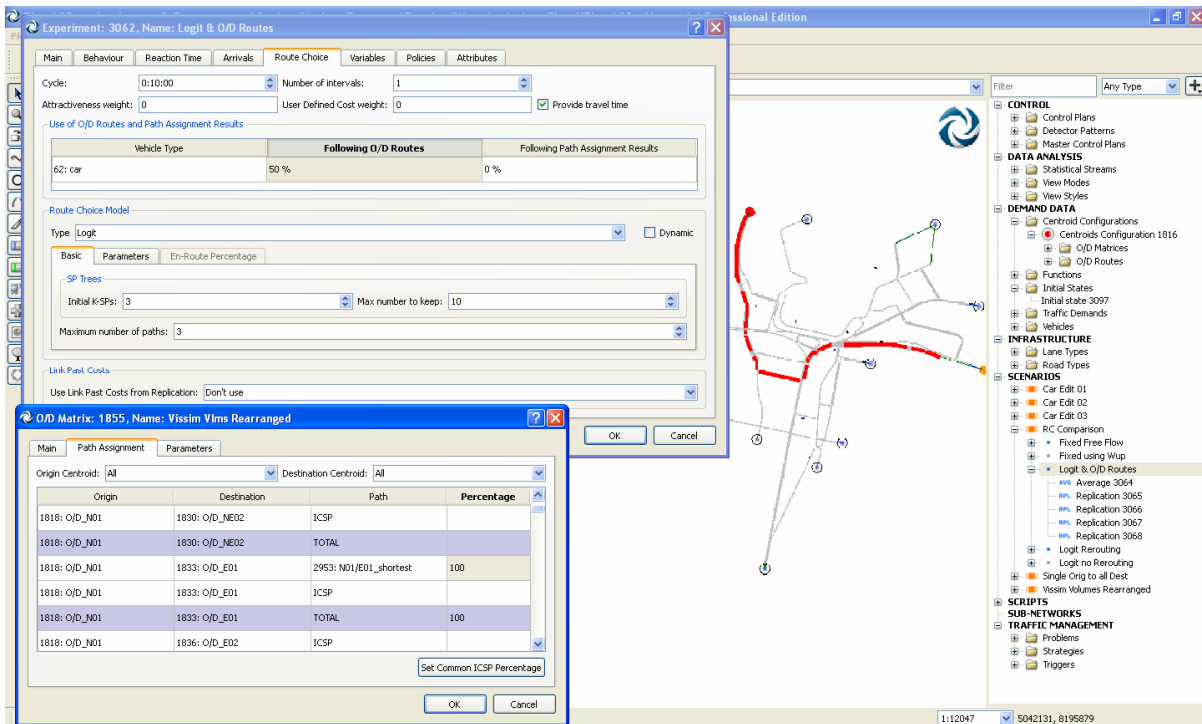 ofessional Edition
Experiment: 3062, Name: Logit & O/D Routes
Main Behaviour Reaction Time Arrivals Route Choice Variables Policies Attributes
Cycle: 0:10:00 Number of intervals: 1
Attractiveness weight: 0 User Defined Cost weight: 0 Provide travel time
Use of O/D Routes and Path Assignment Results
Vehicle Type Following O/D Routes Following Path Assignment Results
62: car 50 % 0 %
Route Choice Model
Type Logit Dynamic
Basic Parameters En-Route Percentage
SP Trees
Initial K-SPs: 3 Max number to keep: 10
Maximum number of paths: 3
Link Past Costs
Use Link Past Costs from Replication: Don't use
OK Cancel
O/D Matrix: 1855, Name: Vissim Vlms Rearranged
Main Path Assignment Parameters
Origin Centroid: All Destination Centroid: All
Origin Destination Path Percentage
1818: O/D_N01 1830: O/D_NE02 ICSP
1818: O/D_N01 1830: O/D_NE02 TOTAL
1818: O/D_N01 1833: O/D_E01 2953: N01/E01_shortest 100
1818: O/D_N01 1833: O/D_E01 ICSP
1818: O/D_N01 1833: O/D_E01 TOTAL 100
1818: O/D_N01 1836: O/D_E02 ICSP
Set Common ICSP Percentage
OK Cancel
Filter Any Type
CONTROL
Control Plans
Detector Patterns
Master Control Plans
DATA ANALYSIS
Statistical Streams
View Modes
View Styles
DEMAND DATA
Centroid Configurations
Centroids Configuration 1816
O/D Matrices
O/D Routes
Functions
Initial States
Initial state 3097
Traffic Demands
Vehicles
INFRASTRUCTURE
Lane Types
Road Types
SCENARIOS
Car Edit 01
Car Edit 02
Car Edit 03
RC Comparison
Fixed Free Flow
Fixed using Wup
Logit & O/D Routes
AVG Average 3064
RPL Replication 3065
RPL Replication 3066
RPL Replication 3067
RPL Replication 3068
Logit Rerouting
Logit no Rerouting
Single Orig to all Dest
Vissim Volumes Rearranged
SCRIPTS
SUB-NETWORKS
TRAFFIC MANAGEMENT
Problems
Strategies
Triggers
1:12047 5042131, 8195879